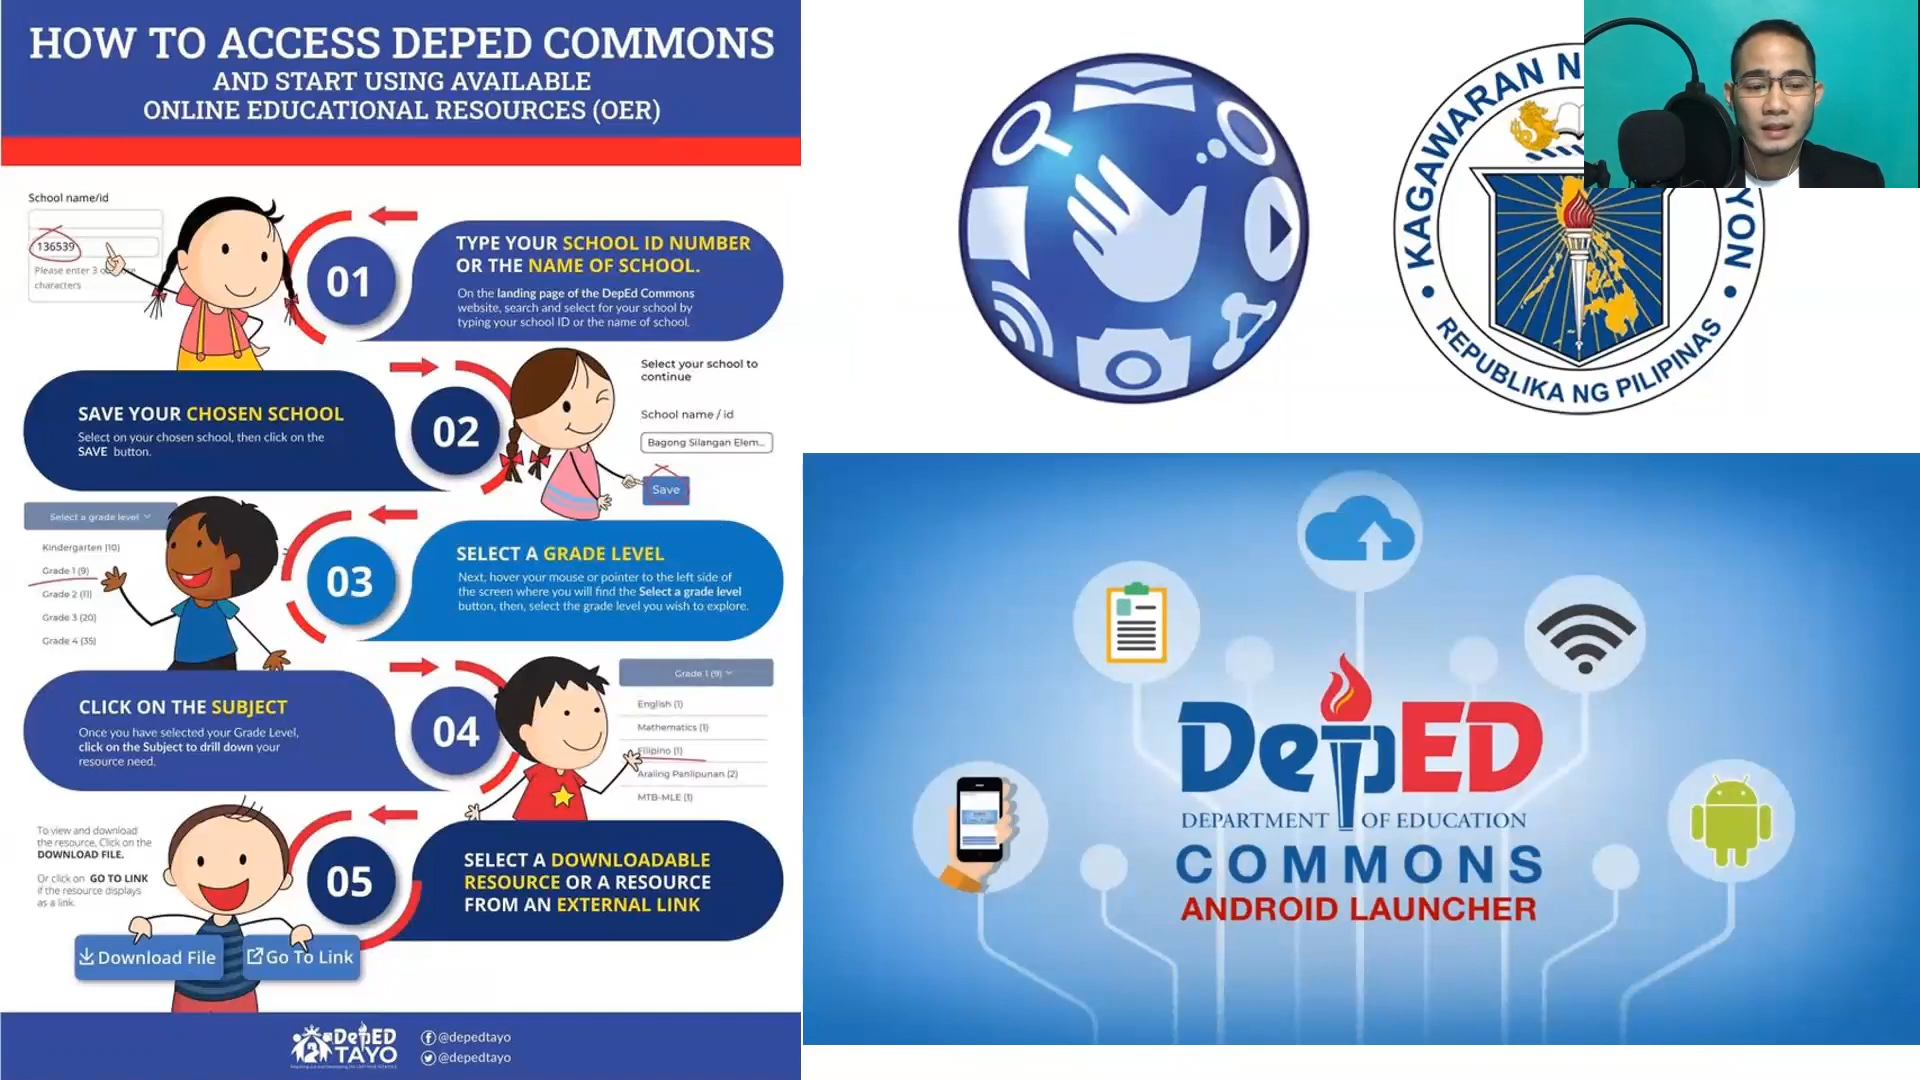 HOW TO ACCESS DEPED COMMONS
AND START USING AVAILABLE
ONLINE EDUCATIONAL RESOURCES (OER)
School name/id
136539
Please enter 3 or
characters
01
TYPE YOUR SCHOOL ID NUMBER
OR THE NAME OF SCHOOL.
On the landing page of the DepEd Commons
website, search and select for your school by
typing your school ID or the name of school.
SAVE YOUR CHOSEN SCHOOL
Select on your chosen school, then click on the
SAVE button.
02
Select your school to
continue
School name / id
Bagong Silangan Elem...
Save
Select a grade level
Kindergarten (10)
Grade 1 (9)
Grade 2 (11)
Grade 3 (20)
Grade 4 (35)
03
SELECT A GRADE LEVEL
Next, hover your mouse or pointer to the left side of
the screen where you will find the Select a grade level
button, then, select the grade level you wish to explore.
CLICK ON THE SUBJECT
Once you have selected your Grade Level,
click on the Subject to drill down your
resource need.
04
Grade 1 (9)
English (1)
Mathematics (1)
Filipino (1)
Araling Panlipunan (2)
MTB-MLE (1)
To view and download
the resource, Click on the
DOWNLOAD FILE.
Or click on GO TO LINK
if the resource displays
as a link.
Download File
Go To Link
05
SELECT A DOWNLOADABLE
RESOURCE OR A RESOURCE
FROM AN EXTERNAL LINK
DepED
TAYO
@depedtayo
@depedtayo
KAGAWARAN N
YON
REPUBLIKA NG PILIPINAS
DepED
DEPARTMENT OF EDUCATION
COMMONS
ANDROID LAUNCHER